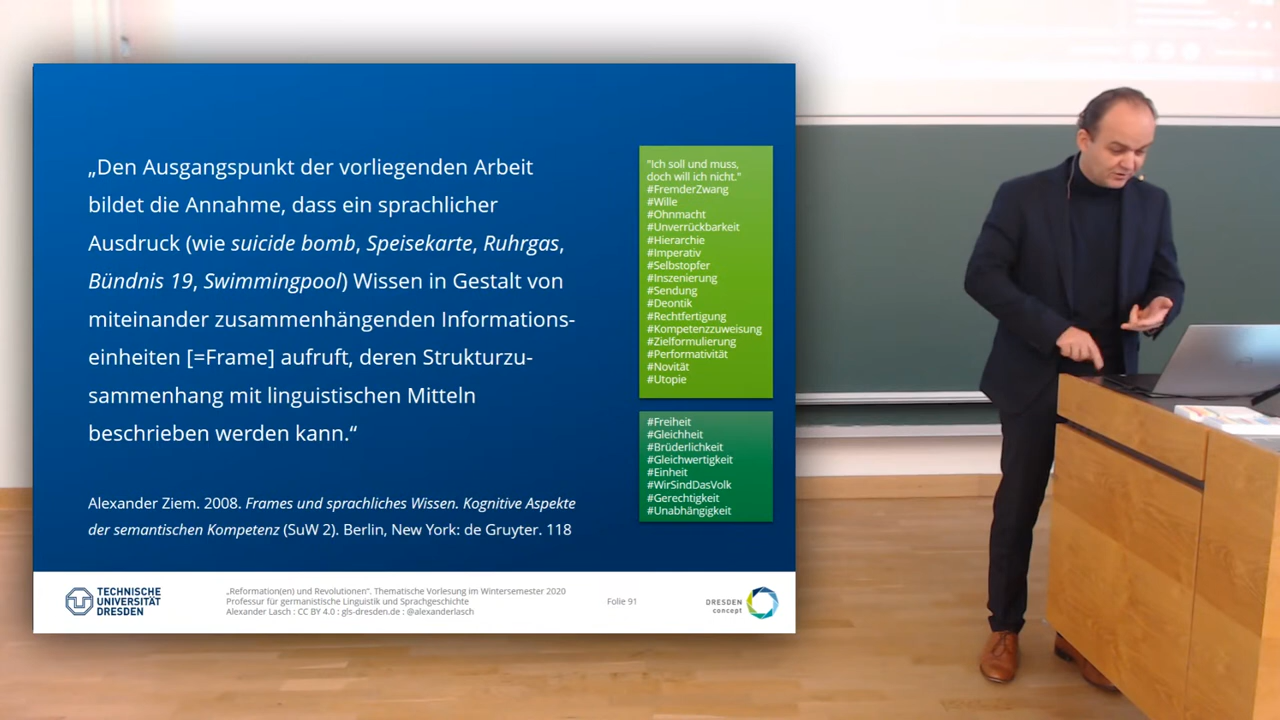 „Den Ausgangspunkt der vorliegenden Arbeit
bildet die Annahme, dass ein sprachlicher
Ausdruck (wie suicide bomb, Speisekarte, Ruhrgas,
Bündnis 19, Swimmingpool) Wissen in Gestalt von
miteinander zusammenhängenden Informations-
einheiten [=Frame] aufruft, deren Strukturzu-
sammenhang mit linguistischen Mitteln
beschrieben werden kann.“
Alexander Ziem. 2008. Frames und sprachliches Wissen. Kognitive Aspekte
der semantischen Kompetenz (SuW 2). Berlin, New York: de Gruyter. 118
"Ich soll und muss,
doch will ich nicht."
#FremderZwang
#Wille
#Ohnmacht
#Unverrückbarkeit
#Hierarchie
#Imperativ
#Selbstopfer
#Inszenierung
#Sendung
#Deontik
#Rechtfertigung
#Kompetenzzuweisung
#Zielformulierung
#Performativität
#Novität
#Utopie
#Freiheit
#Gleichheit
#Brüderlichkeit
#Gleichwertigkeit
#Einheit
#WirSindDasVolk
#Gerechtigkeit
#Unabhängigkeit
TECHNISCHE
UNIVERSITÄT
DRESDEN
„Reformation(en) und Revolutionen“. Thematische Vorlesung im Wintersemester 2020
Professur für germanistische Linguistik und Sprachgeschichte
Alexander Lasch : CC BY 4.0 : gls-dresden.de : @alexanderlasch
Folie 91
DRESDEN
concept